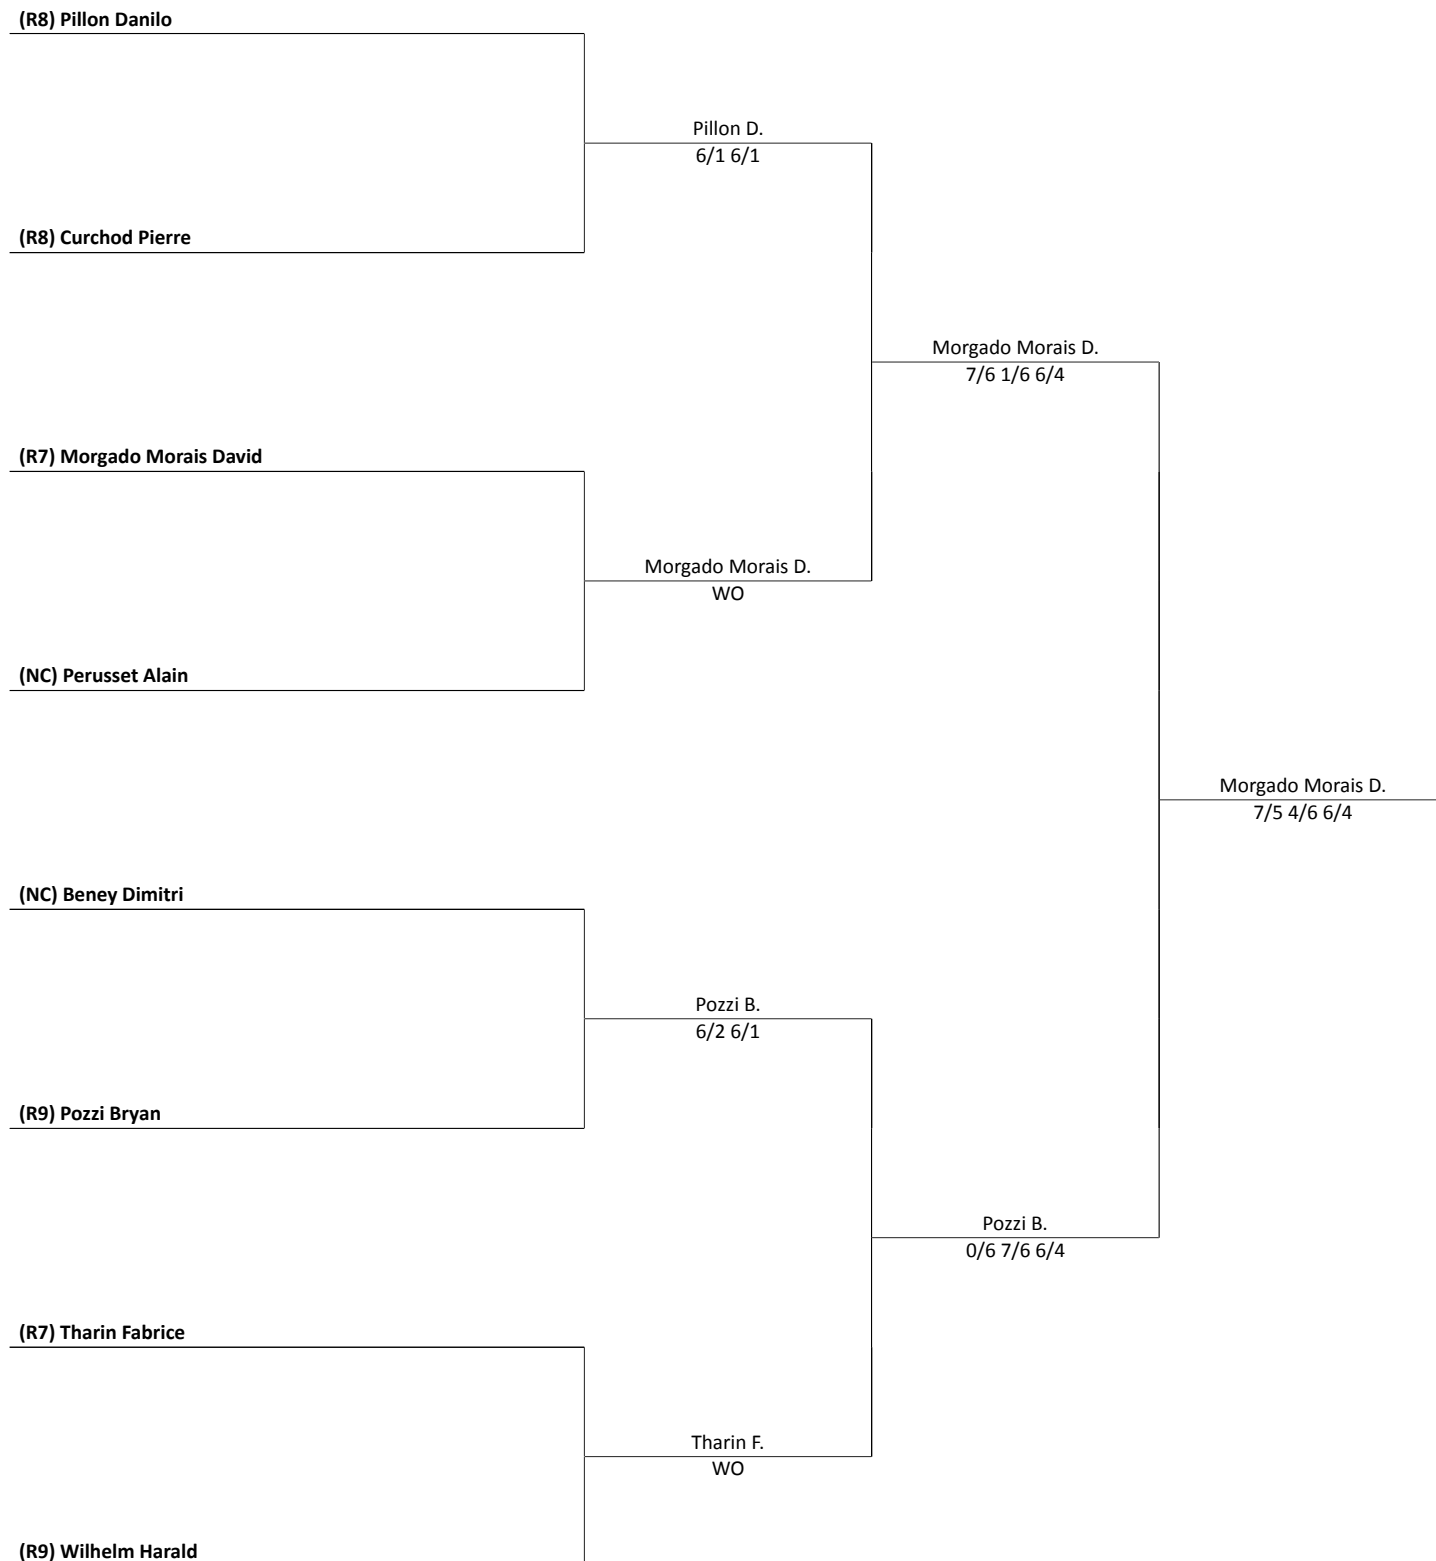 (R8) Pillon Danilo
Pillon D.
6/1 6/1
(R8) Curchod Pierre
Morgado Morais D.
7/6 1/6 6/4
(R7) Morgado Morais David
Morgado Morais D.
WO
(NC) Perusset Alain
Morgado Morais D.
7/5 4/6 6/4
(NC) Beney Dimitri
Pozzi B.
6/2 6/1
(R9) Pozzi Bryan
Pozzi B.
0/6 7/6 6/4
(R7) Tharin Fabrice
Tharin F.
WO
(R9) Wilhelm Harald